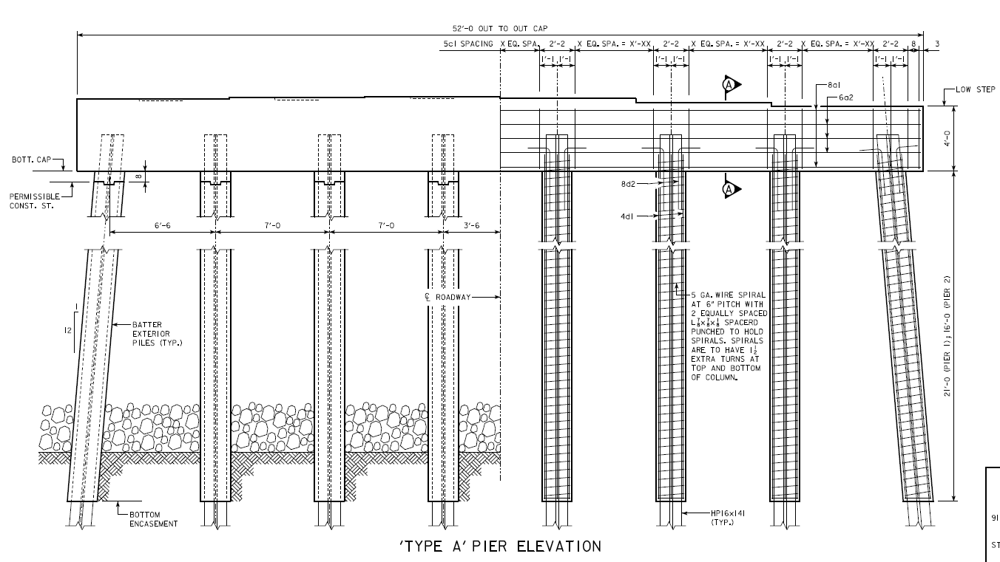 52'-0 OUT TO OUT CAP
5c1 SPACING X EQ. SPA. 2'-2 X EQ. SPA. = X'-XX 2'-2 X EQ. SPA. = X'-XX 2'-2 X EQ. SPA. = X'-XX 2'-2 8 3
1'-1 1'-1 1'-1 1'-1 1'-1 1'-1 1'-1 1'-1
A
8a1
6a2
LOW STEP
4'-0
BOTT. CAP
8
PERMISSIBLE
CONST. ST.
8d2
A
4d1
6'-6 7'-0 7'-0 3'-6
℄ ROADWAY
1
12
BATTER
EXTERIOR
PILES (TYP.)
5 GA. WIRE SPIRAL
AT 6" PITCH WITH
2 EQUALLY SPACED
L⅞×⅞×⅛ SPACERD
PUNCHED TO HOLD
SPIRALS. SPIRALS
ARE TO HAVE 1½
EXTRA TURNS AT
TOP AND BOTTOM
OF COLUMN.
21'-0 (PIER 1); 16'-0 (PIER 2)
BOTTOM
ENCASEMENT
HP16x141
(TYP.)
91
ST
'TYPE A' PIER ELEVATION